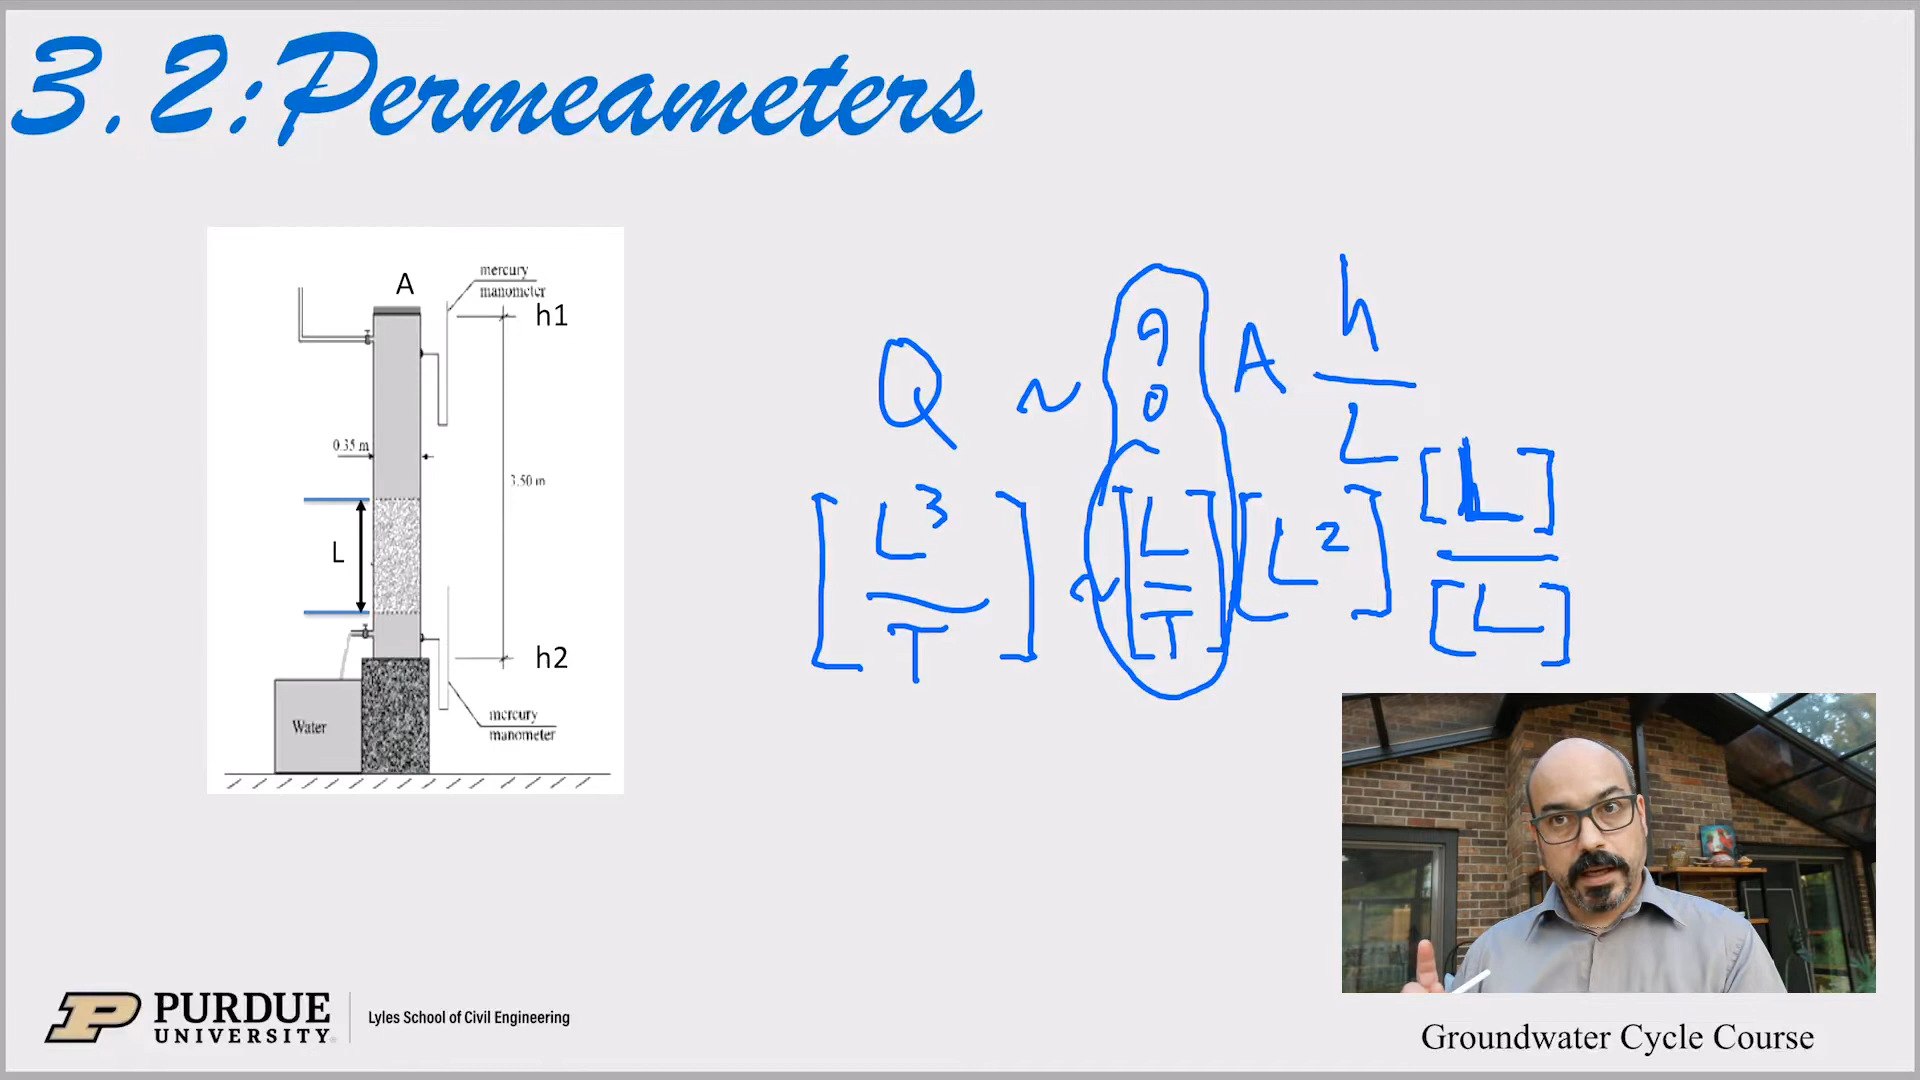 3.2:Permeameters
mercury
manometer
A
h1
0.35 m
3.50 m
L
h2
mercury
manometer
Water
Q ~ A h
L
[L³/T] ~ [L/T] [L²] [L]/[L]
PURDUE
UNIVERSITY
Lyles School of Civil Engineering
Groundwater Cycle Course